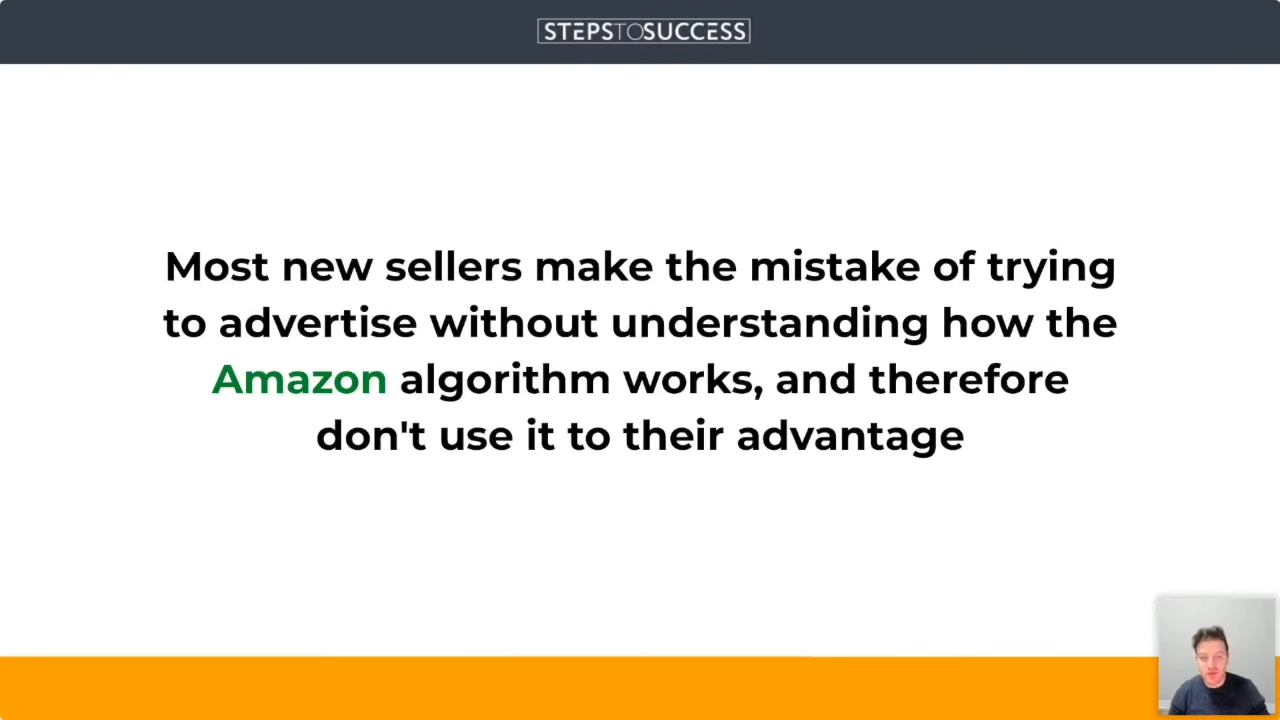 STEPSTOSUCCESS
Most new sellers make the mistake of trying
to advertise without understanding how the
Amazon algorithm works, and therefore
don't use it to their advantage